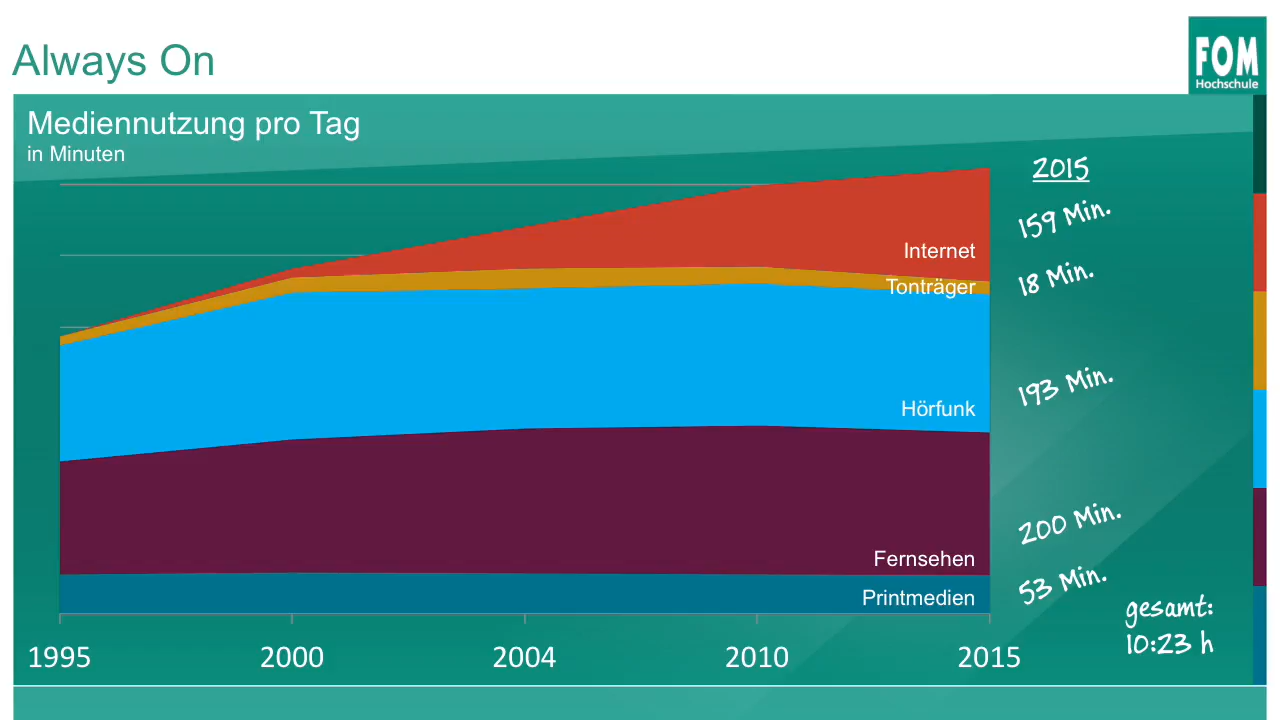 Always On
FOM
Hochschule
Mediennutzung pro Tag
in Minuten
2015
159 Min.
Internet
18 Min.
Tonträger
193 Min.
Hörfunk
200 Min.
Fernsehen
53 Min.
Printmedien
gesamt:
10:23 h
1995
2000
2004
2010
2015